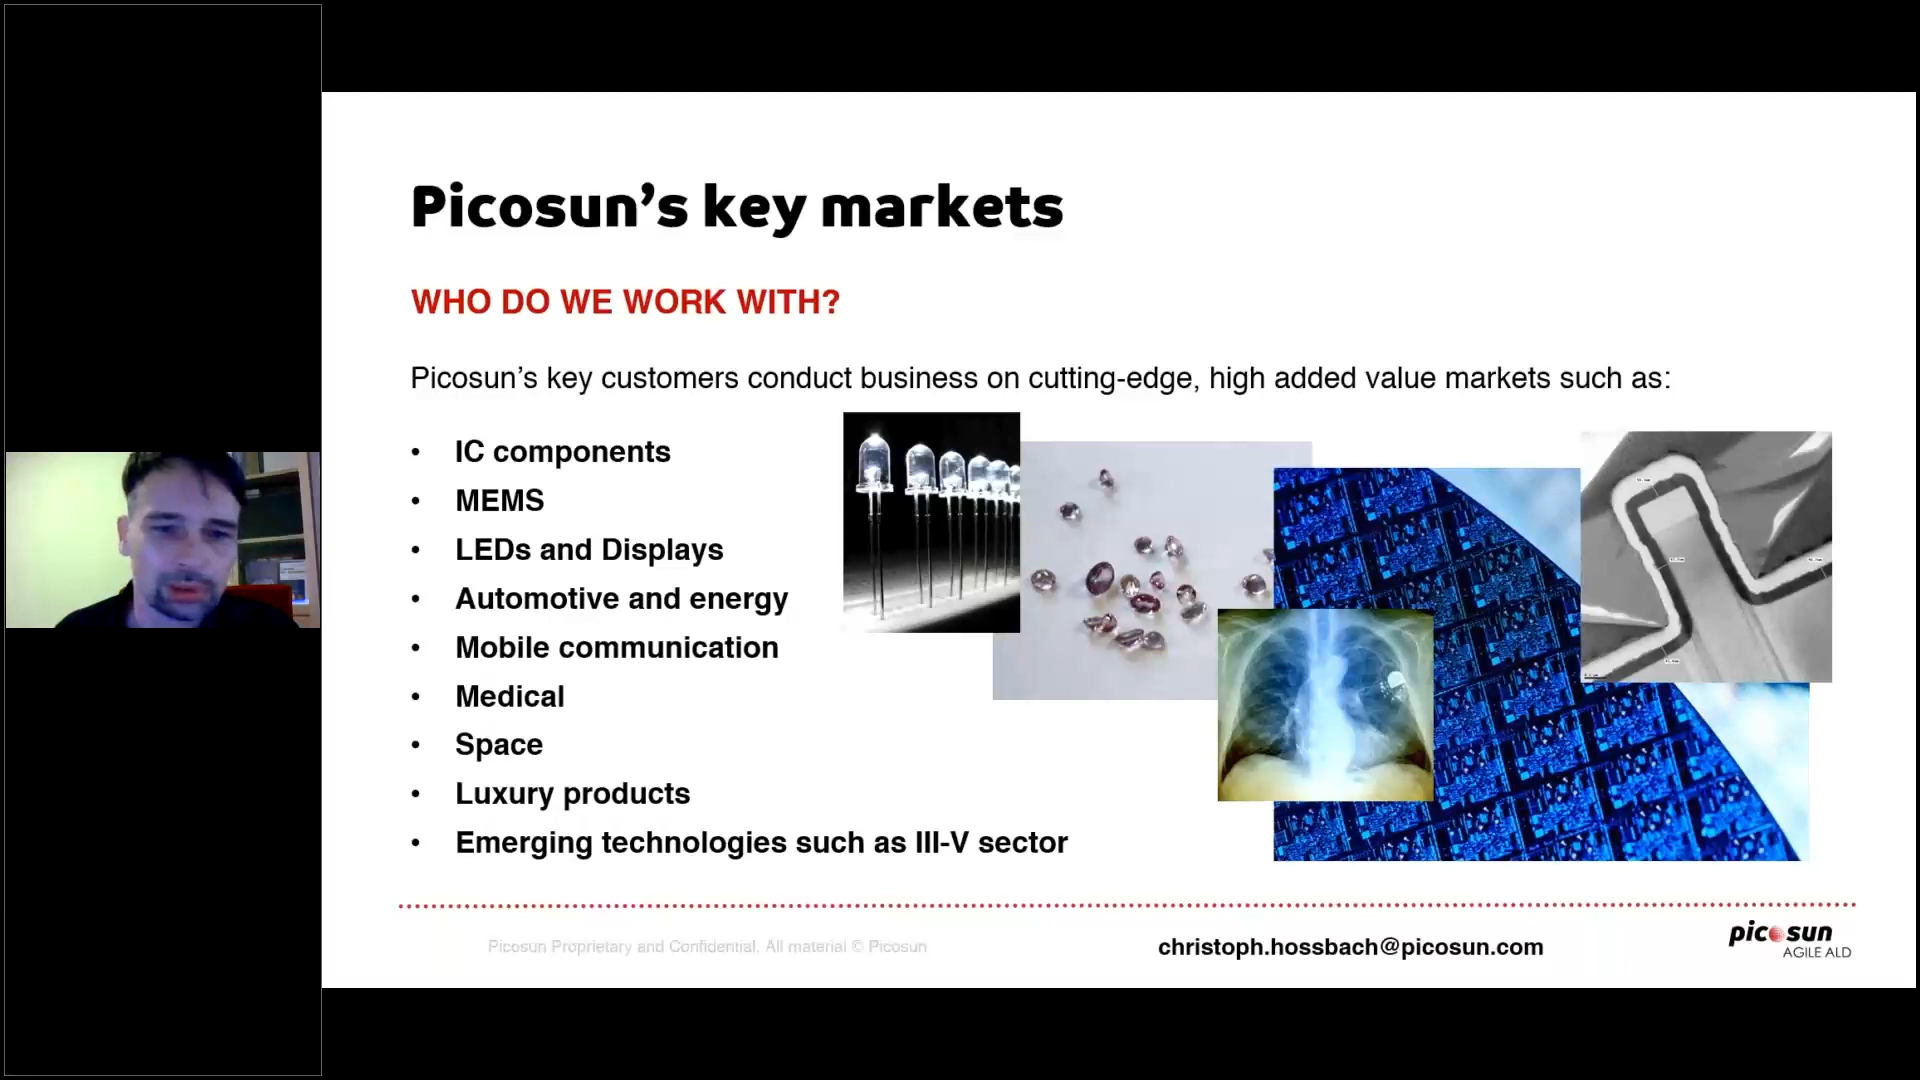 Picosun’s key markets
WHO DO WE WORK WITH?
Picosun’s key customers conduct business on cutting-edge, high added value markets such as:
• IC components
• MEMS
• LEDs and Displays
• Automotive and energy
• Mobile communication
• Medical
• Space
• Luxury products
• Emerging technologies such as III-V sector
Picosun Proprietary and Confidential. All material © Picosun
christoph.hossbach@picosun.com
picosun
AGILE ALD